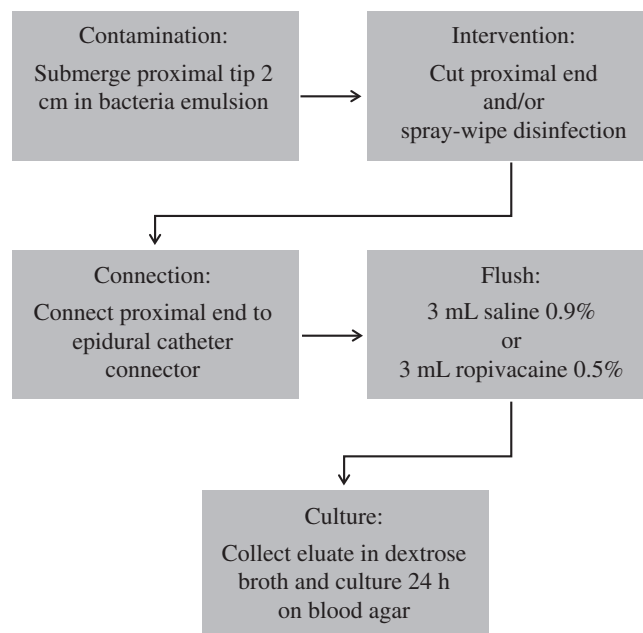 Contamination:
Submerge proximal tip 2
cm in bacteria emulsion
Intervention:
Cut proximal end
and/or
spray-wipe disinfection
Connection:
Connect proximal end to
epidural catheter
connector
Flush:
3 mL saline 0.9%
or
3 mL ropivacaine 0.5%
Culture:
Collect eluate in dextrose
broth and culture 24 h
on blood agar